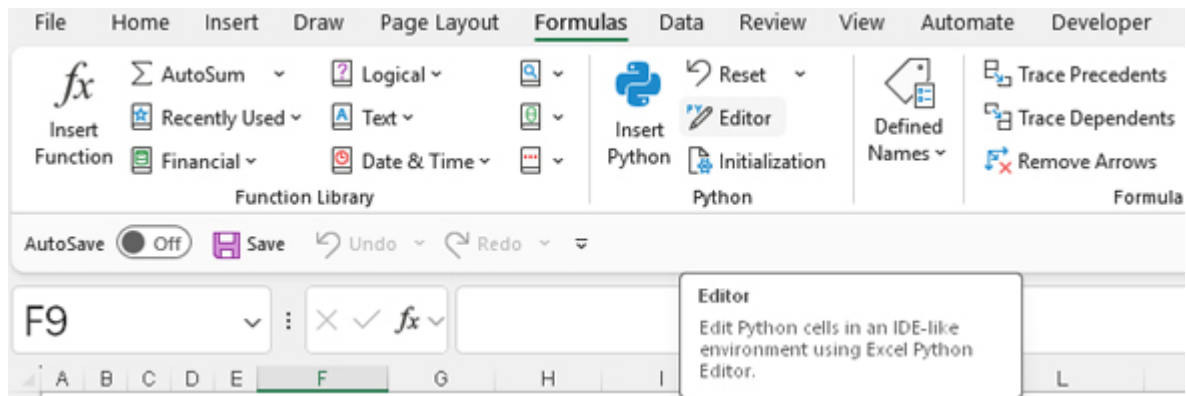 File Home Insert Draw Page Layout Formulas Data Review View Automate Developer
fx Insert Function
AutoSum
Recently Used
Financial
Logical
Text
Date & Time
Function Library
Insert Python
Reset
Editor
Initialization
Python
Defined Names
Trace Precedents
Trace Dependents
Remove Arrows
Formula
AutoSave Off Save Undo Redo
F9 fx
Editor
Edit Python cells in an IDE-like
environment using Excel Python
Editor.
A B C D E F G H I L